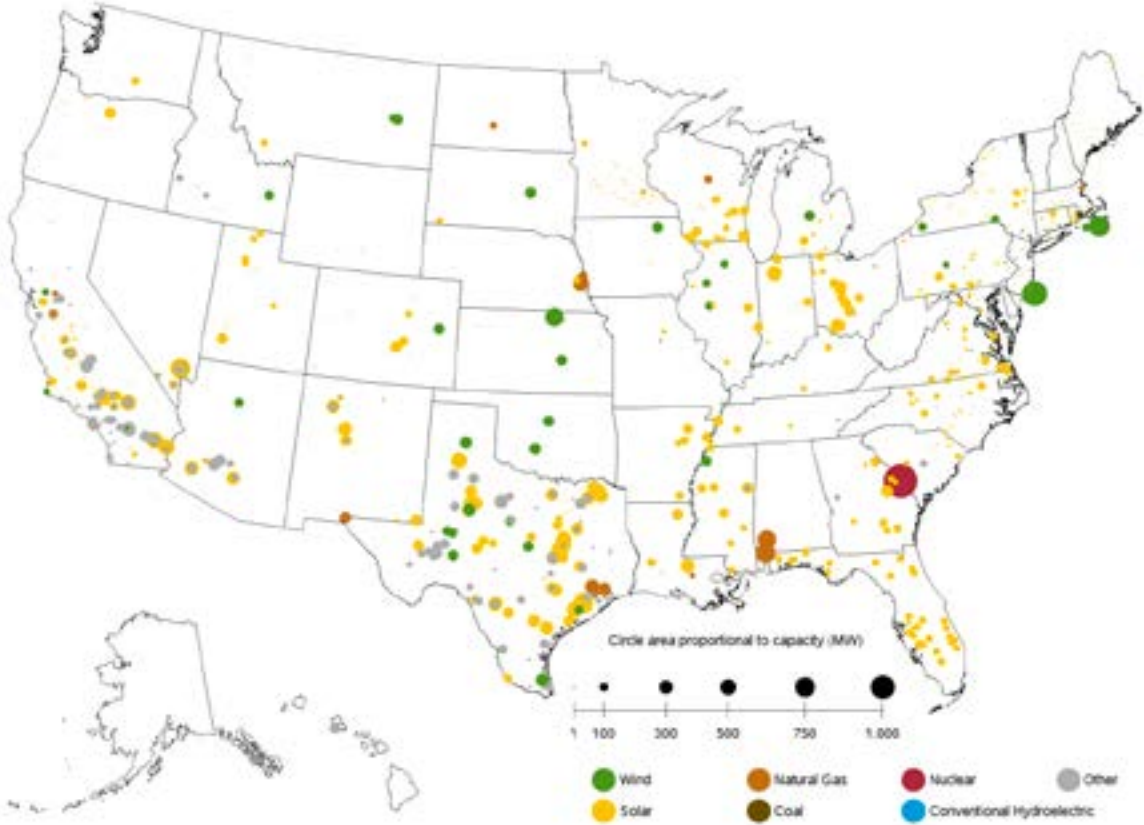 Circle area proportional to capacity (MW)
1 100 300 500 750 1,000
Wind Natural Gas Nuclear Other
Solar Coal Conventional Hydroelectric